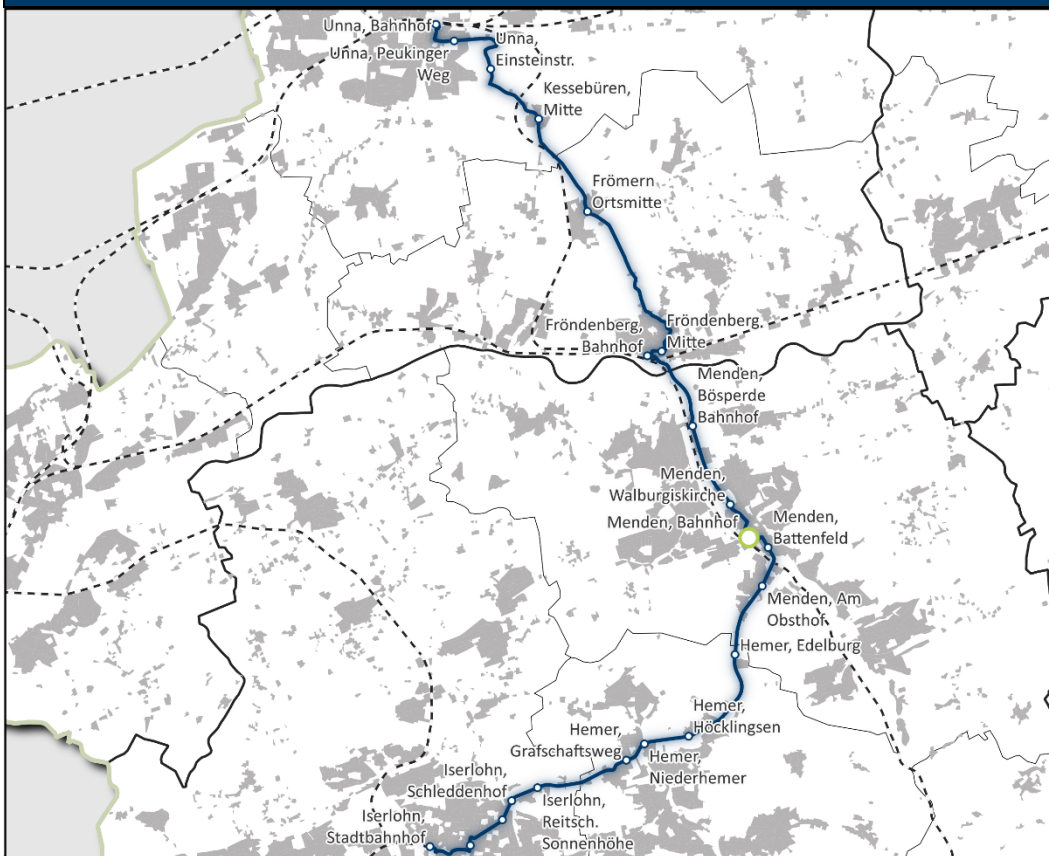 Unna, Bahnhof
Unna, Peukinger
Weg
Unna,
Einsteinstr.
Kessebüren,
Mitte
Frömern
Ortsmitte
Fröndenberg,
Bahnhof
Fröndenberg.
Mitte
Menden,
Bösperde
Bahnhof
Menden,
Walburgiskirche
Menden, Bahnhof
Menden,
Battenfeld
Menden, Am
Obsthof
Hemer, Edelburg
Hemer,
Höcklingsen
Hemer,
Grafschaftsweg
Hemer,
Niederhemer
Iserlohn,
Schleddenhof
Iserlohn,
Reitsch.
Sonnenhöhe
Iserlohn,
Stadtbahnhof